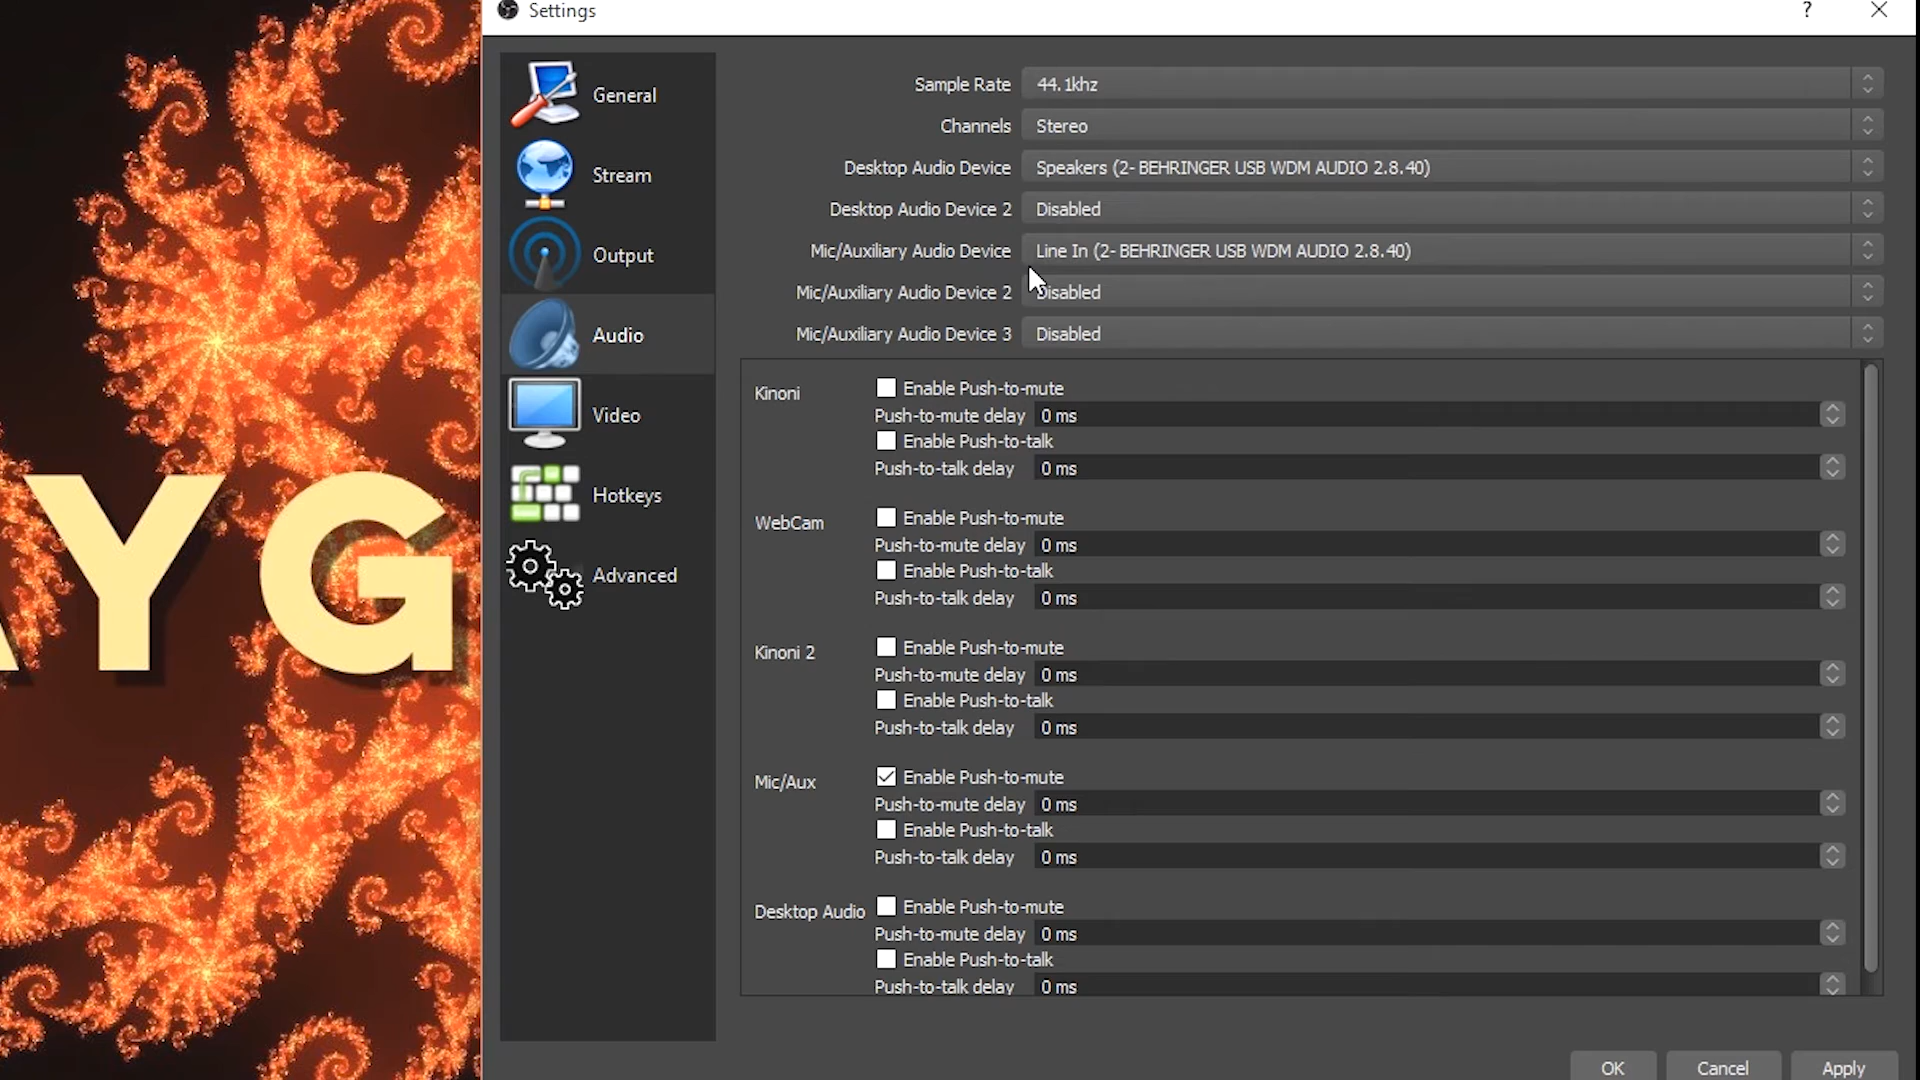 Settings
?
General
Stream
Output
Audio
Video
Hotkeys
Advanced
YG
Sample Rate 44.1khz
Channels Stereo
Desktop Audio Device Speakers (2- BEHRINGER USB WDM AUDIO 2.8.40)
Desktop Audio Device 2 Disabled
Mic/Auxiliary Audio Device Line In (2- BEHRINGER USB WDM AUDIO 2.8.40)
Mic/Auxiliary Audio Device 2 Disabled
Mic/Auxiliary Audio Device 3 Disabled
Kinoni Enable Push-to-mute
Push-to-mute delay 0 ms
Enable Push-to-talk
Push-to-talk delay 0 ms
WebCam Enable Push-to-mute
Push-to-mute delay 0 ms
Enable Push-to-talk
Push-to-talk delay 0 ms
Kinoni 2 Enable Push-to-mute
Push-to-mute delay 0 ms
Enable Push-to-talk
Push-to-talk delay 0 ms
Mic/Aux Enable Push-to-mute
Push-to-mute delay 0 ms
Enable Push-to-talk
Push-to-talk delay 0 ms
Desktop Audio Enable Push-to-mute
Push-to-mute delay 0 ms
Enable Push-to-talk
Push-to-talk delay 0 ms
OK Cancel Apply